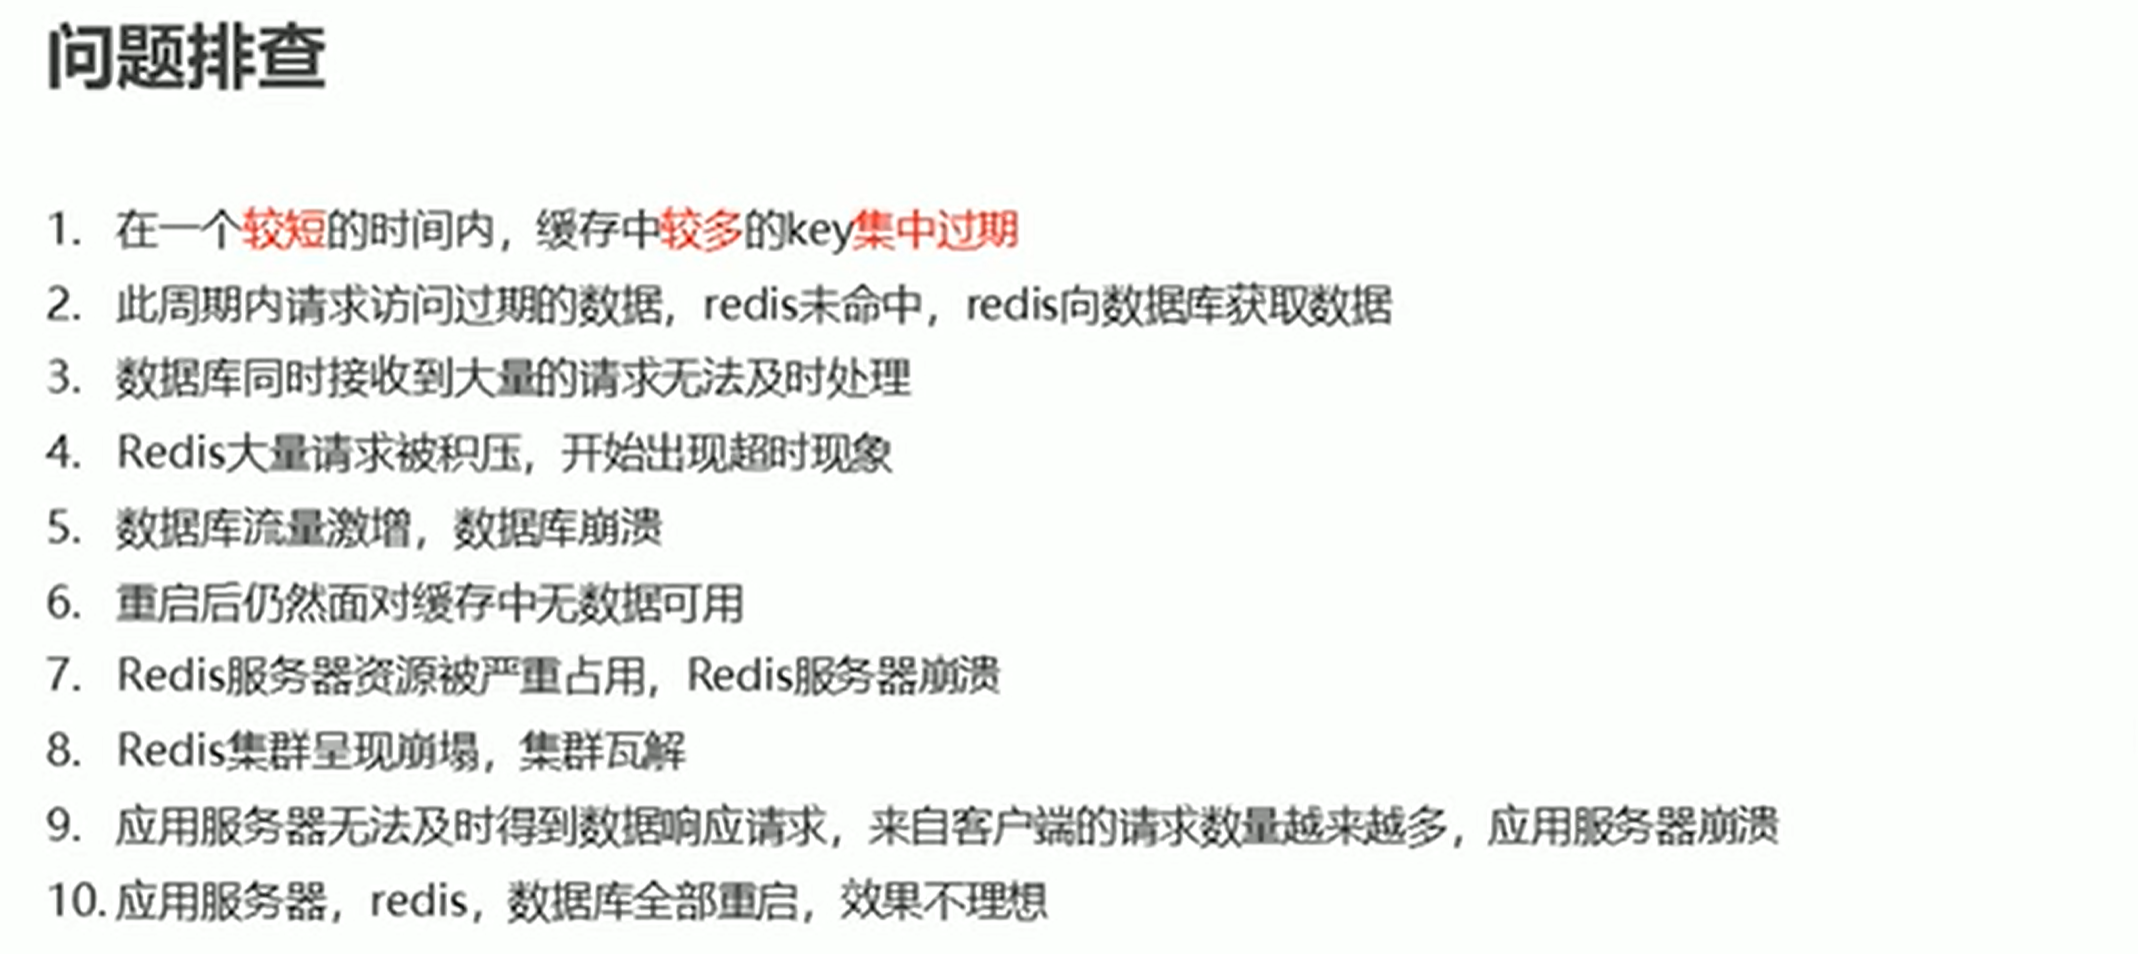 问题排查
1. 在一个较短的时间内，缓存中较多的key集中过期
2. 此周期内请求访问过期的数据，redis未命中，redis向数据库获取数据
3. 数据库同时接收到大量的请求无法及时处理
4. Redis大量请求被积压，开始出现超时现象
5. 数据库流量激增，数据库崩溃
6. 重启后仍然面对缓存中无数据可用
7. Redis服务器资源被严重占用，Redis服务器崩溃
8. Redis集群呈现崩塌，集群瓦解
9. 应用服务器无法及时得到数据响应请求，来自客户端的请求数量越来越多，应用服务器崩溃
10. 应用服务器，redis，数据库全部重启，效果不理想